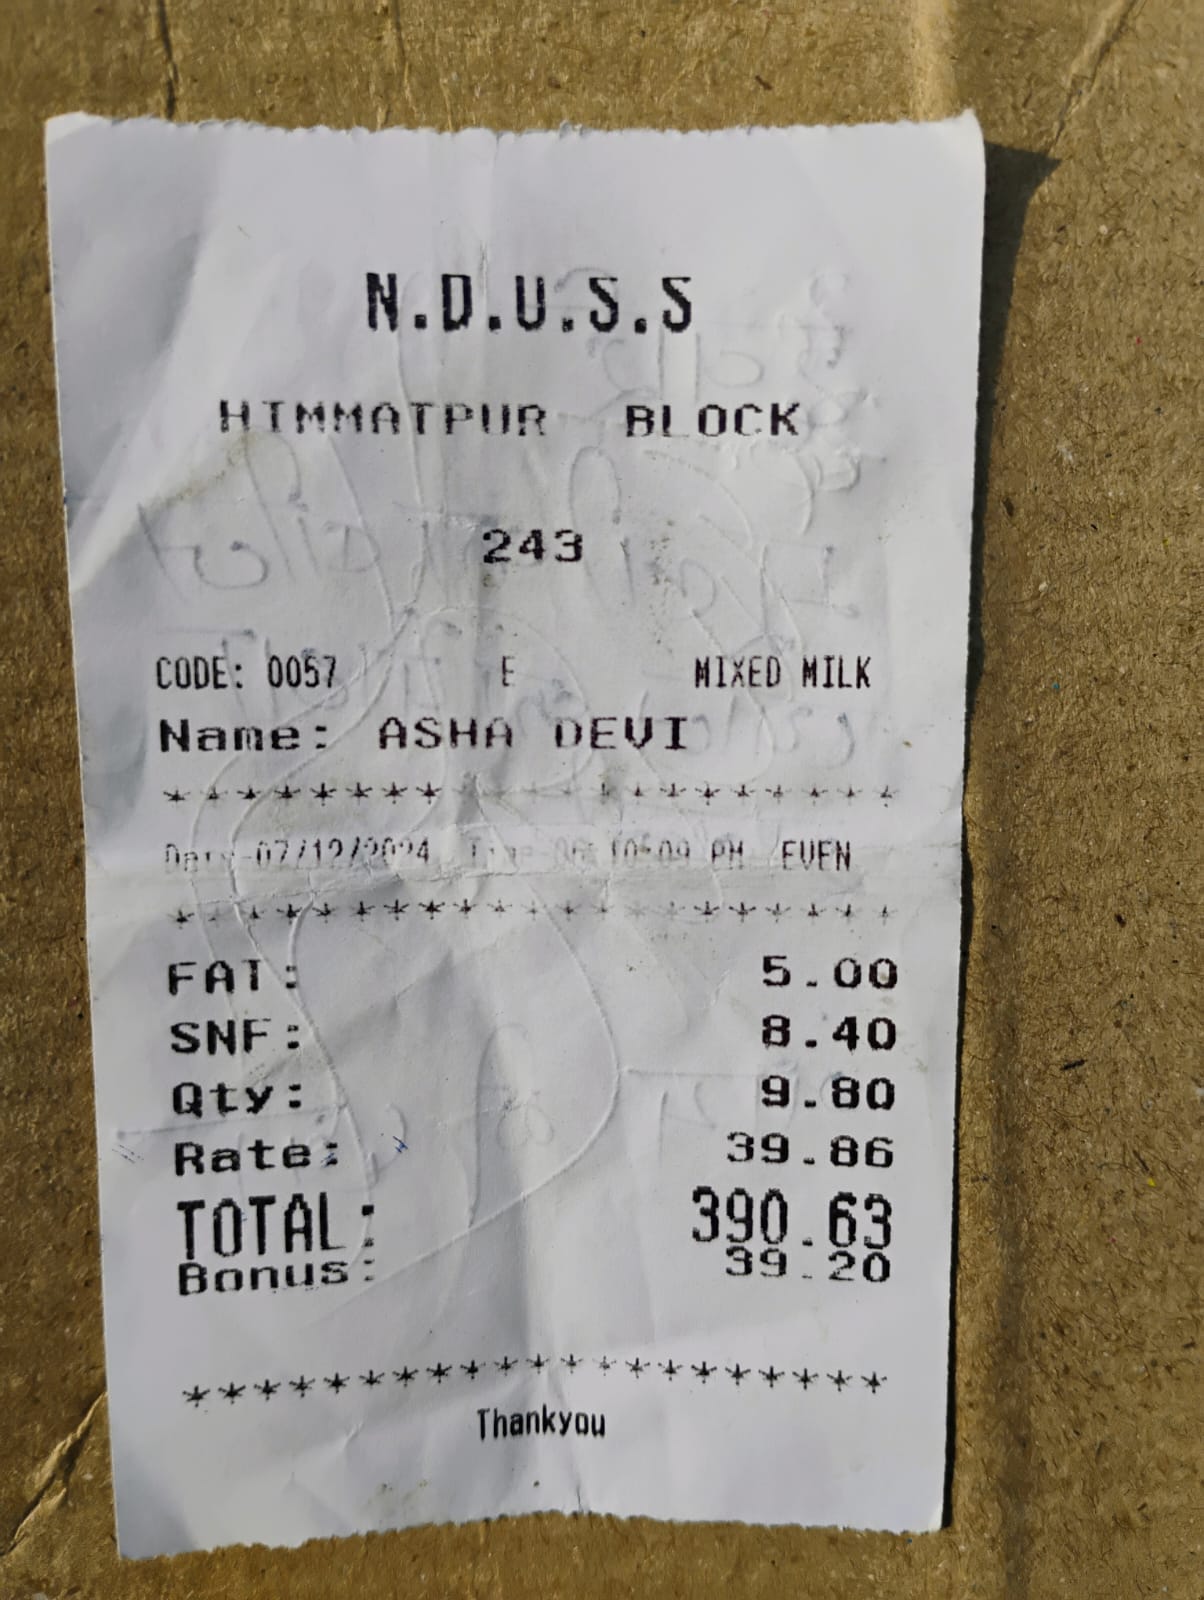 N.D.U.S.S
HIMMATPUR BLOCK
243
CODE: 0057 E MIXED MILK
Name: ASHA DEVI
* * * * * * * * * * * * * * * * * * * * *
Date-07/12/2024 Time 06:10:09 PM /EVEN
* * * * * * * * * * * * * * * * * * * * *
FAT: 5.00
SNF: 8.40
Qty: 9.80
Rate: 39.86
TOTAL: 390.63
Bonus: 39.20
* * * * * * * * * * * * * * * * * * * * *
Thankyou